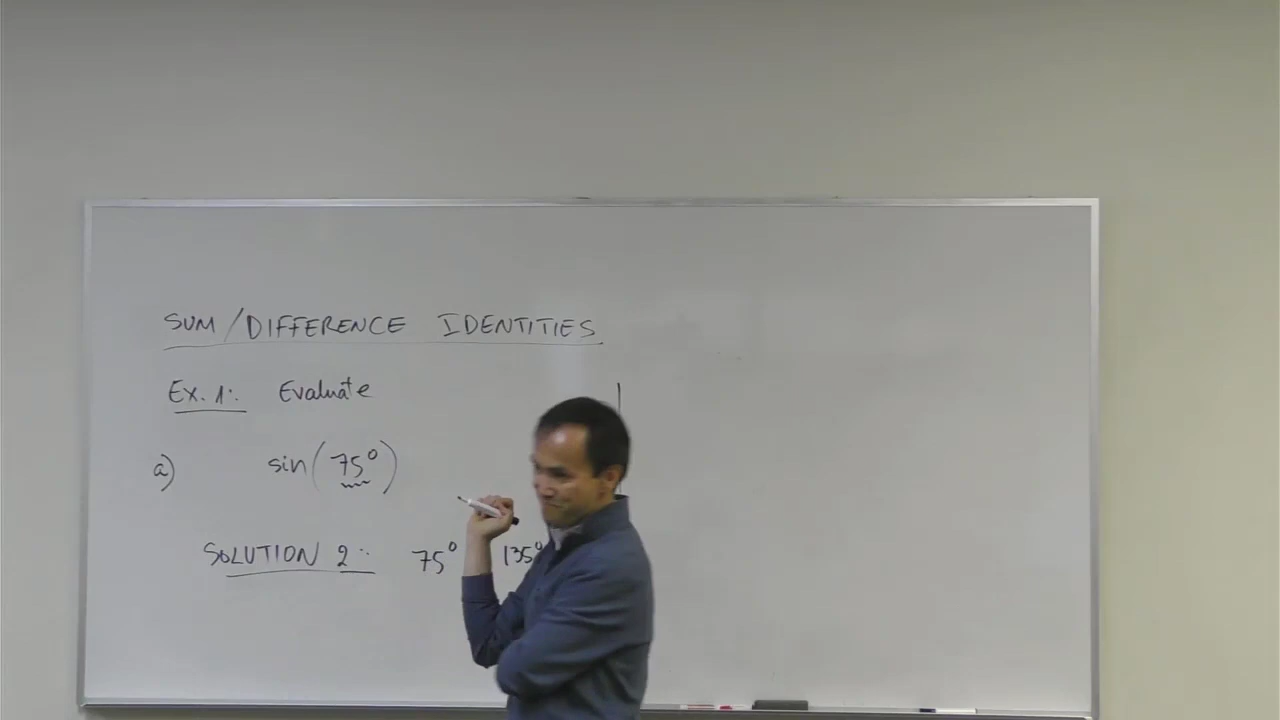 SUM/DIFFERENCE IDENTITIES
Ex. 1: Evaluate
a) sin(75°)
SOLUTION 2: 75° 135°